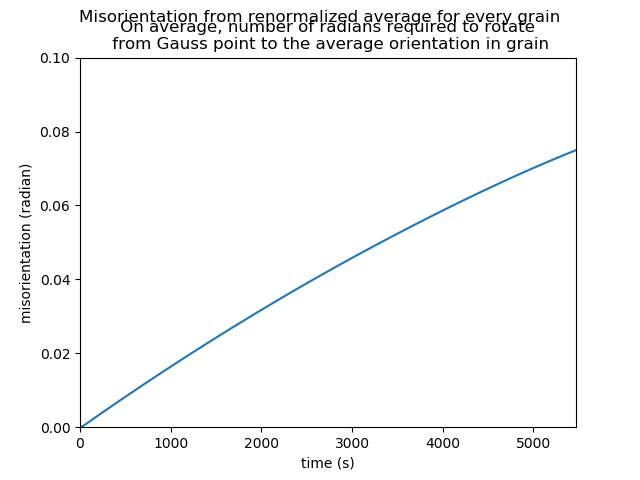 Misorientation from renormalized average for every grain
On average, number of radians required to rotate
from Gauss point to the average orientation in grain
0.10
0.08
0.06
0.04
0.02
0.00
misorientation (radian)
0 1000 2000 3000 4000 5000
time (s)